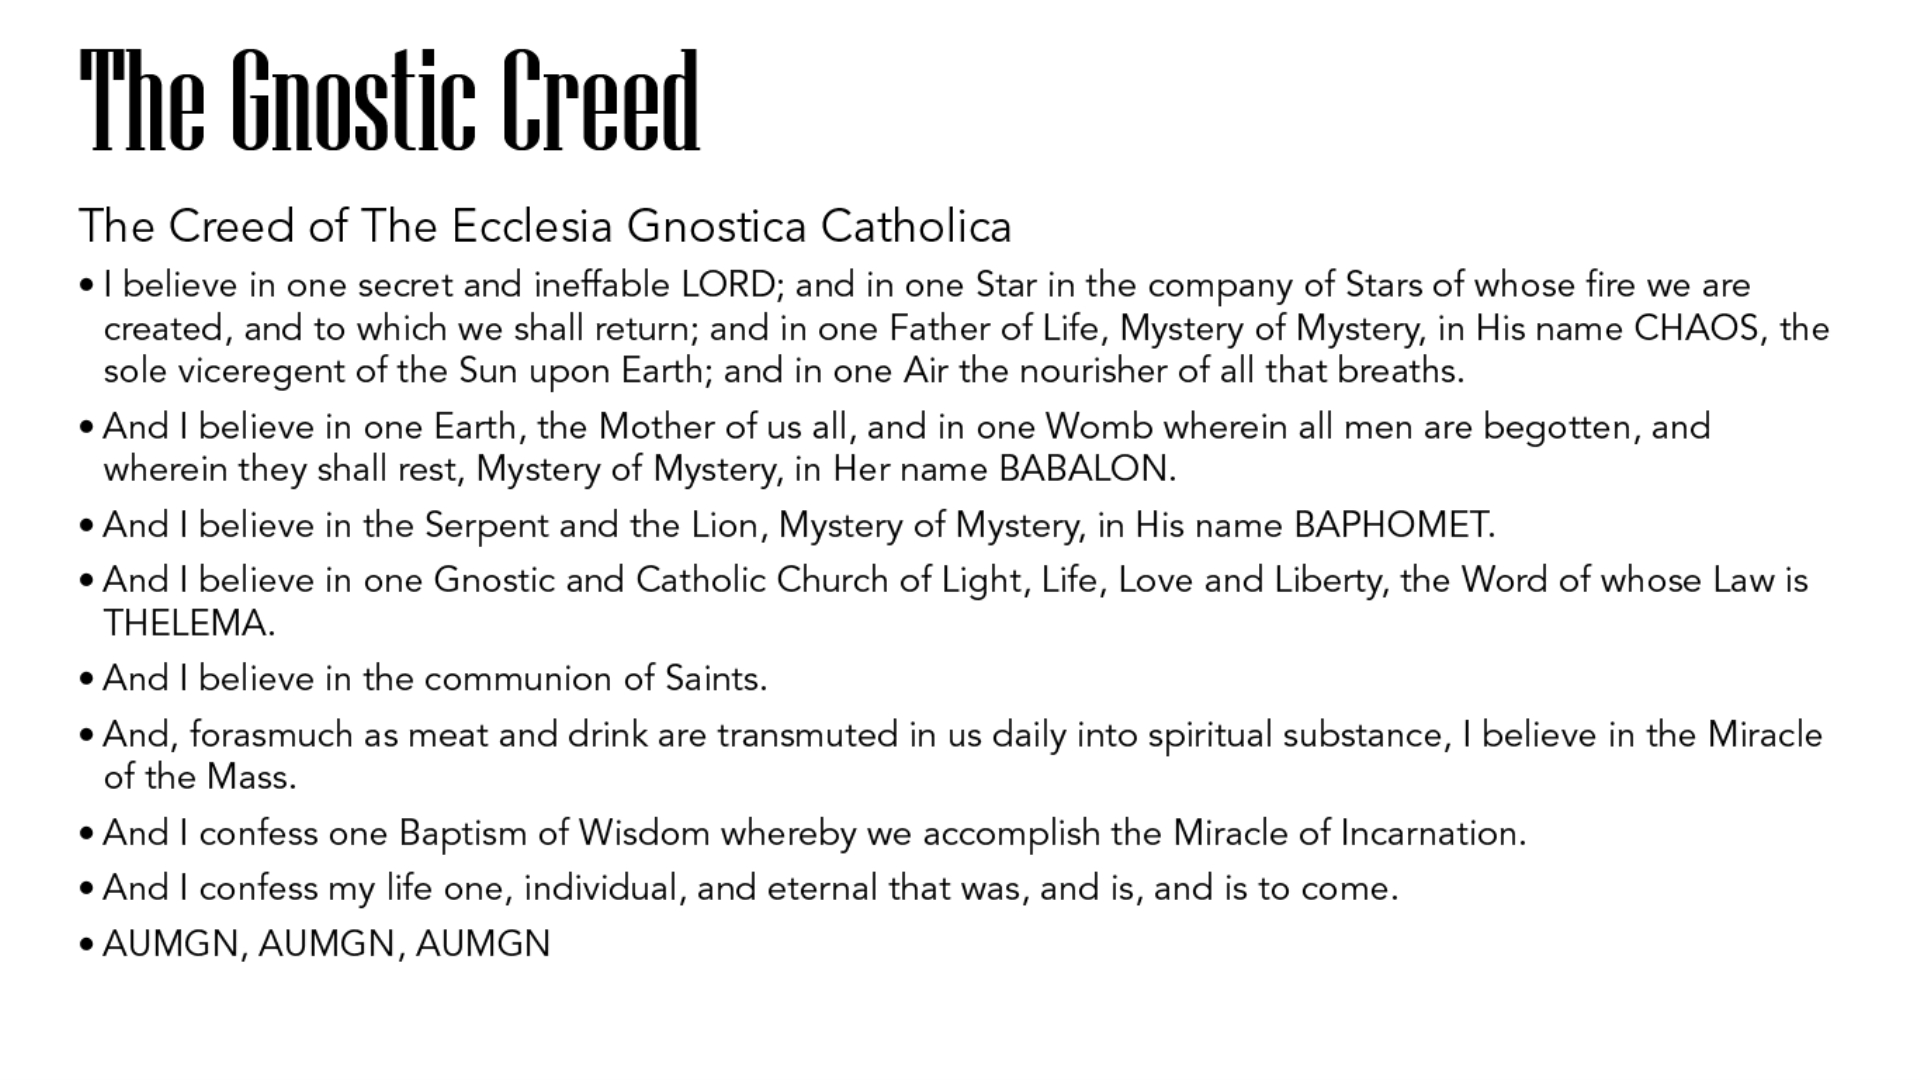 The Gnostic Creed
The Creed of The Ecclesia Gnostica Catholica
• I believe in one secret and ineffable LORD; and in one Star in the company of Stars of whose fire we are
created, and to which we shall return; and in one Father of Life, Mystery of Mystery, in His name CHAOS, the
sole viceregent of the Sun upon Earth; and in one Air the nourisher of all that breaths.
• And I believe in one Earth, the Mother of us all, and in one Womb wherein all men are begotten, and
wherein they shall rest, Mystery of Mystery, in Her name BABALON.
• And I believe in the Serpent and the Lion, Mystery of Mystery, in His name BAPHOMET.
• And I believe in one Gnostic and Catholic Church of Light, Life, Love and Liberty, the Word of whose Law is
THELEMA.
• And I believe in the communion of Saints.
• And, forasmuch as meat and drink are transmuted in us daily into spiritual substance, I believe in the Miracle
of the Mass.
• And I confess one Baptism of Wisdom whereby we accomplish the Miracle of Incarnation.
• And I confess my life one, individual, and eternal that was, and is, and is to come.
• AUMGN, AUMGN, AUMGN